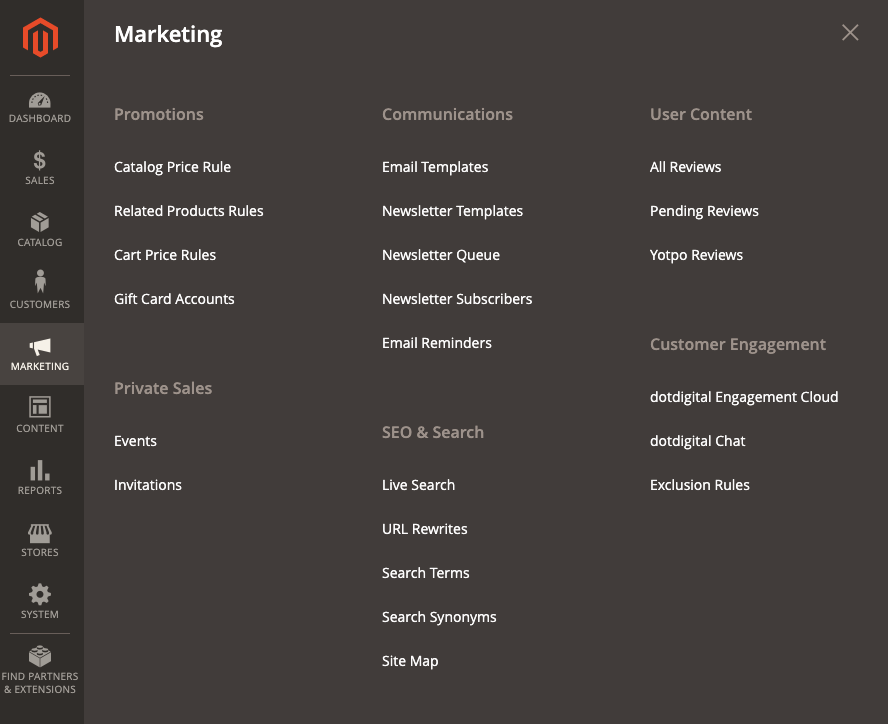 Marketing
DASHBOARD
SALES
CATALOG
CUSTOMERS
MARKETING
CONTENT
REPORTS
STORES
SYSTEM
FIND PARTNERS
& EXTENSIONS
Promotions
Catalog Price Rule
Related Products Rules
Cart Price Rules
Gift Card Accounts
Private Sales
Events
Invitations
Communications
Email Templates
Newsletter Templates
Newsletter Queue
Newsletter Subscribers
Email Reminders
SEO & Search
Live Search
URL Rewrites
Search Terms
Search Synonyms
Site Map
User Content
All Reviews
Pending Reviews
Yotpo Reviews
Customer Engagement
dotdigital Engagement Cloud
dotdigital Chat
Exclusion Rules